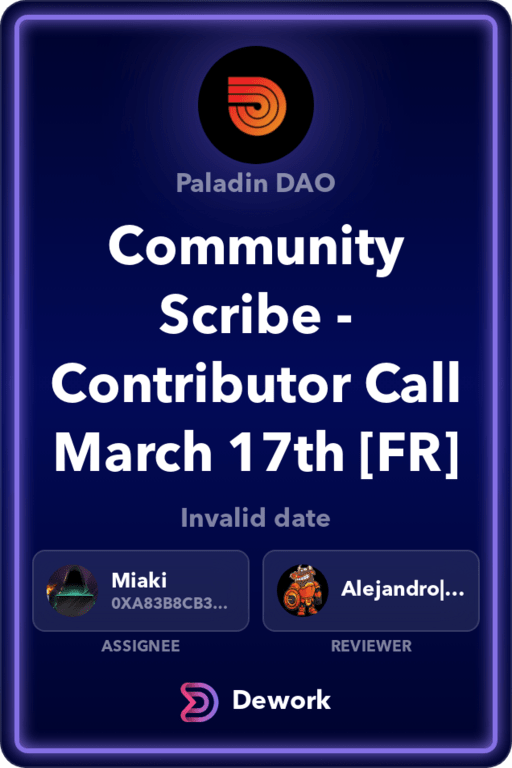 Paladin DAO
Community
Scribe -
Contributor Call
March 17th [FR]
Invalid date
Miaki
0XA83B8CB3...
Alejandro|...
ASSIGNEE
REVIEWER
Dework